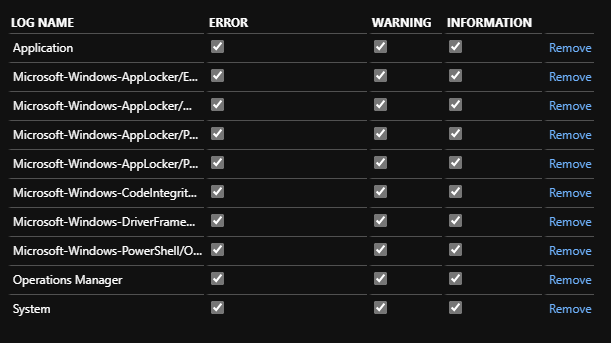 LOG NAME ERROR WARNING INFORMATION
Application Remove
Microsoft-Windows-AppLocker/E... Remove
Microsoft-Windows-AppLocker/... Remove
Microsoft-Windows-AppLocker/P... Remove
Microsoft-Windows-AppLocker/P... Remove
Microsoft-Windows-CodeIntegrit... Remove
Microsoft-Windows-DriverFrame... Remove
Microsoft-Windows-PowerShell/O... Remove
Operations Manager Remove
System Remove